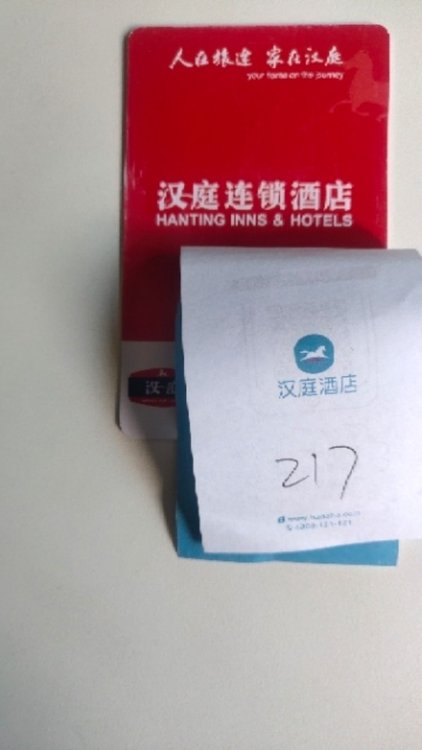 人在旅途 家在汉庭
your home on the journey
汉庭连锁酒店
HANTING INNS & HOTELS
汉庭酒店
217